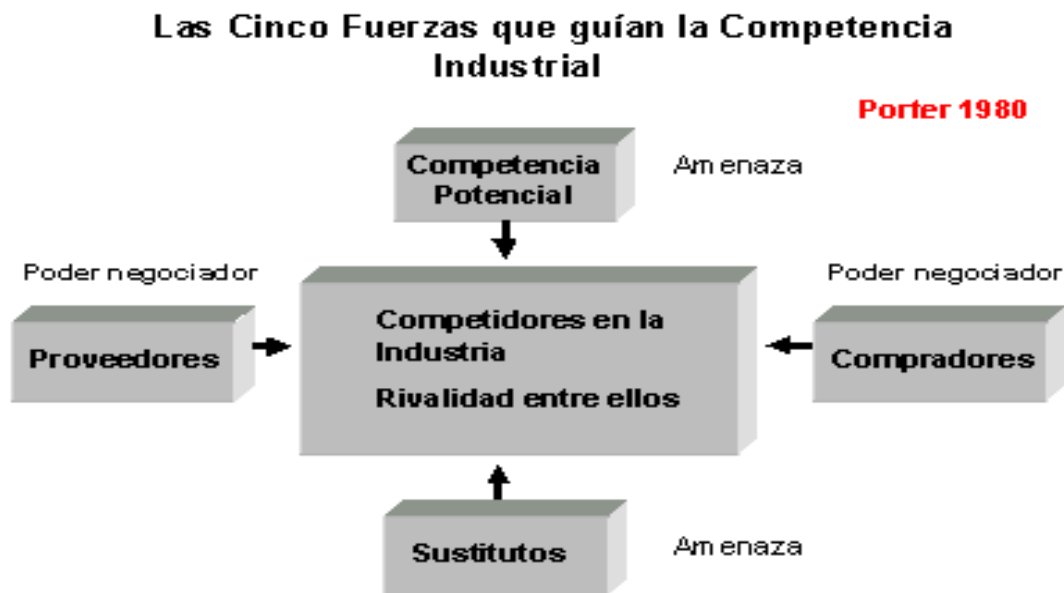 Las Cinco Fuerzas que guían la Competencia
Industrial
Porter 1980
Competencia
Potencial
Amenaza
Poder negociador
Proveedores
Competidores en la
Industria
Rivalidad entre ellos
Poder negociador
Compradores
Sustitutos
Amenaza